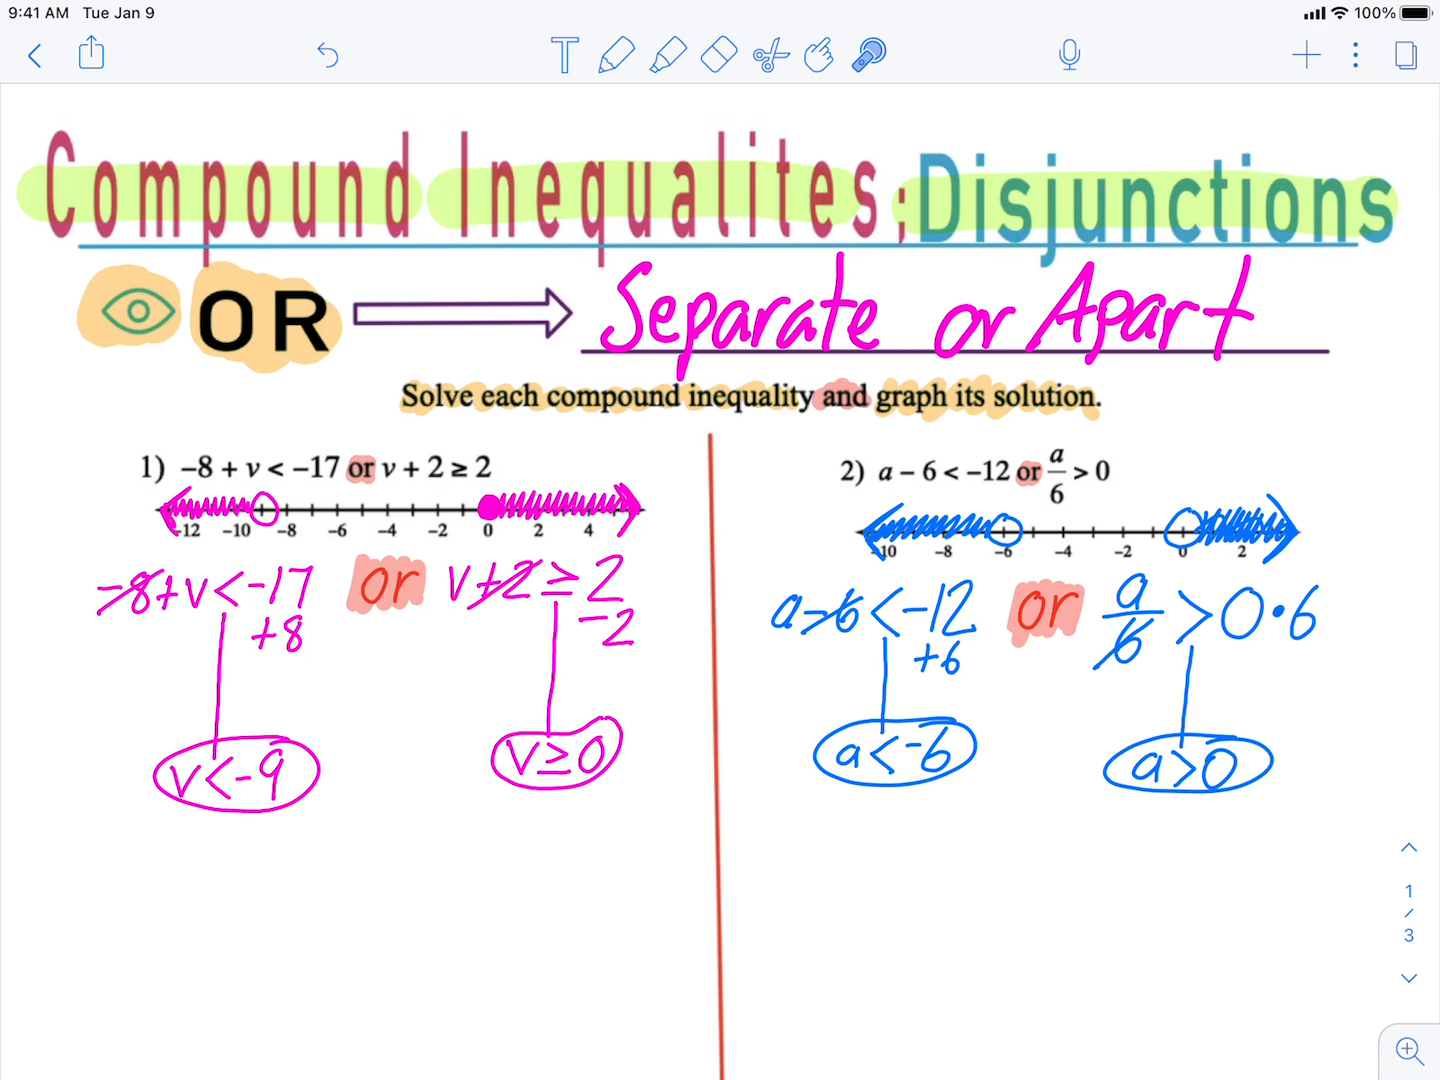 9:41 AM Tue Jan 9
100%
Compound Inequalites; Disjunctions
OR Separate or Apart
Solve each compound inequality and graph its solution.
1) −8 + v < −17 or v + 2 ≥ 2
-12 −10 −8 −6 −4 −2 0 2 4
-8+v<-17 or v+2≥2
+8 -2
v<-9 v≥0
2) a − 6 < −12 or a/6 > 0
-10 −8 −6 −4 −2 0 2
a-6<-12 or a/6 > 0•6
+6
a<-6 a>0
1
/
3